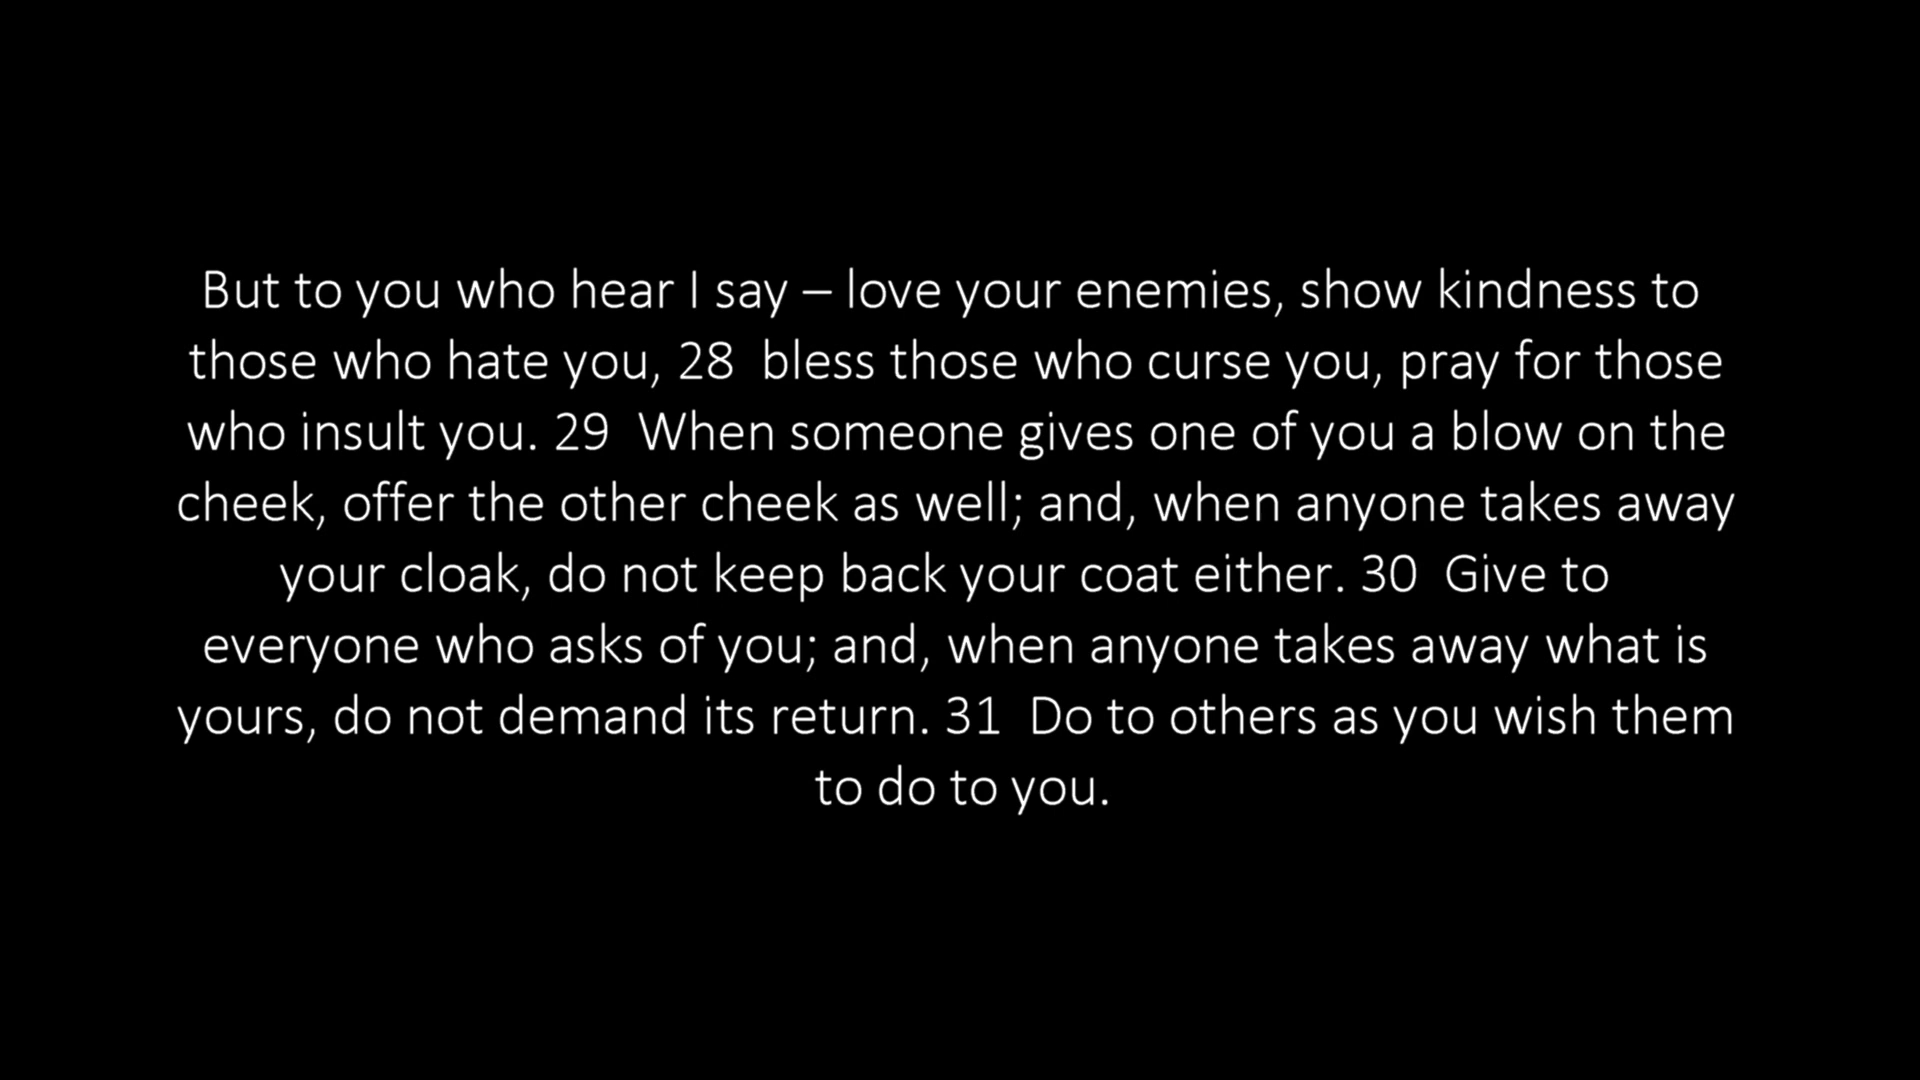 But to you who hear I say – love your enemies, show kindness to
those who hate you, 28  bless those who curse you, pray for those
who insult you. 29  When someone gives one of you a blow on the
cheek, offer the other cheek as well; and, when anyone takes away
your cloak, do not keep back your coat either. 30  Give to
everyone who asks of you; and, when anyone takes away what is
yours, do not demand its return. 31  Do to others as you wish them
to do to you.